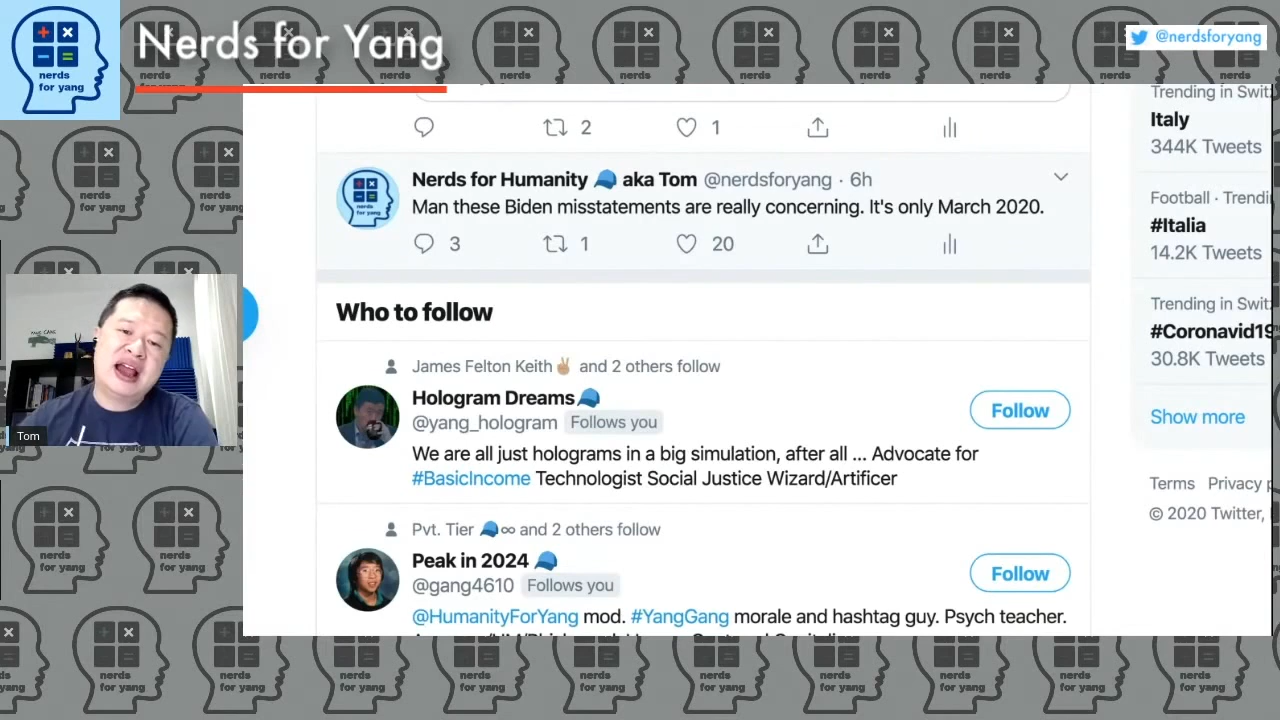 Nerds for Yang
@nerdsforyang
nerds
for yang
2
1
Nerds for Humanity 🧢 aka Tom @nerdsforyang · 6h
Man these Biden misstatements are really concerning. It's only March 2020.
3
1
20
Who to follow
James Felton Keith✌🏽 and 2 others follow
Hologram Dreams🧢
@yang_hologram Follows you
Follow
We are all just holograms in a big simulation, after all ... Advocate for
#BasicIncome Technologist Social Justice Wizard/Artificer
Pvt. Tier 🧢∞ and 2 others follow
Peak in 2024 🧢
@gang4610 Follows you
Follow
@HumanityForYang mod. #YangGang morale and hashtag guy. Psych teacher.
Trending in Swit
Italy
344K Tweets
Football · Trendi
#Italia
14.2K Tweets
Trending in Swit
#Coronavid19
30.8K Tweets
Show more
Terms Privacy
© 2020 Twitter,
Tom